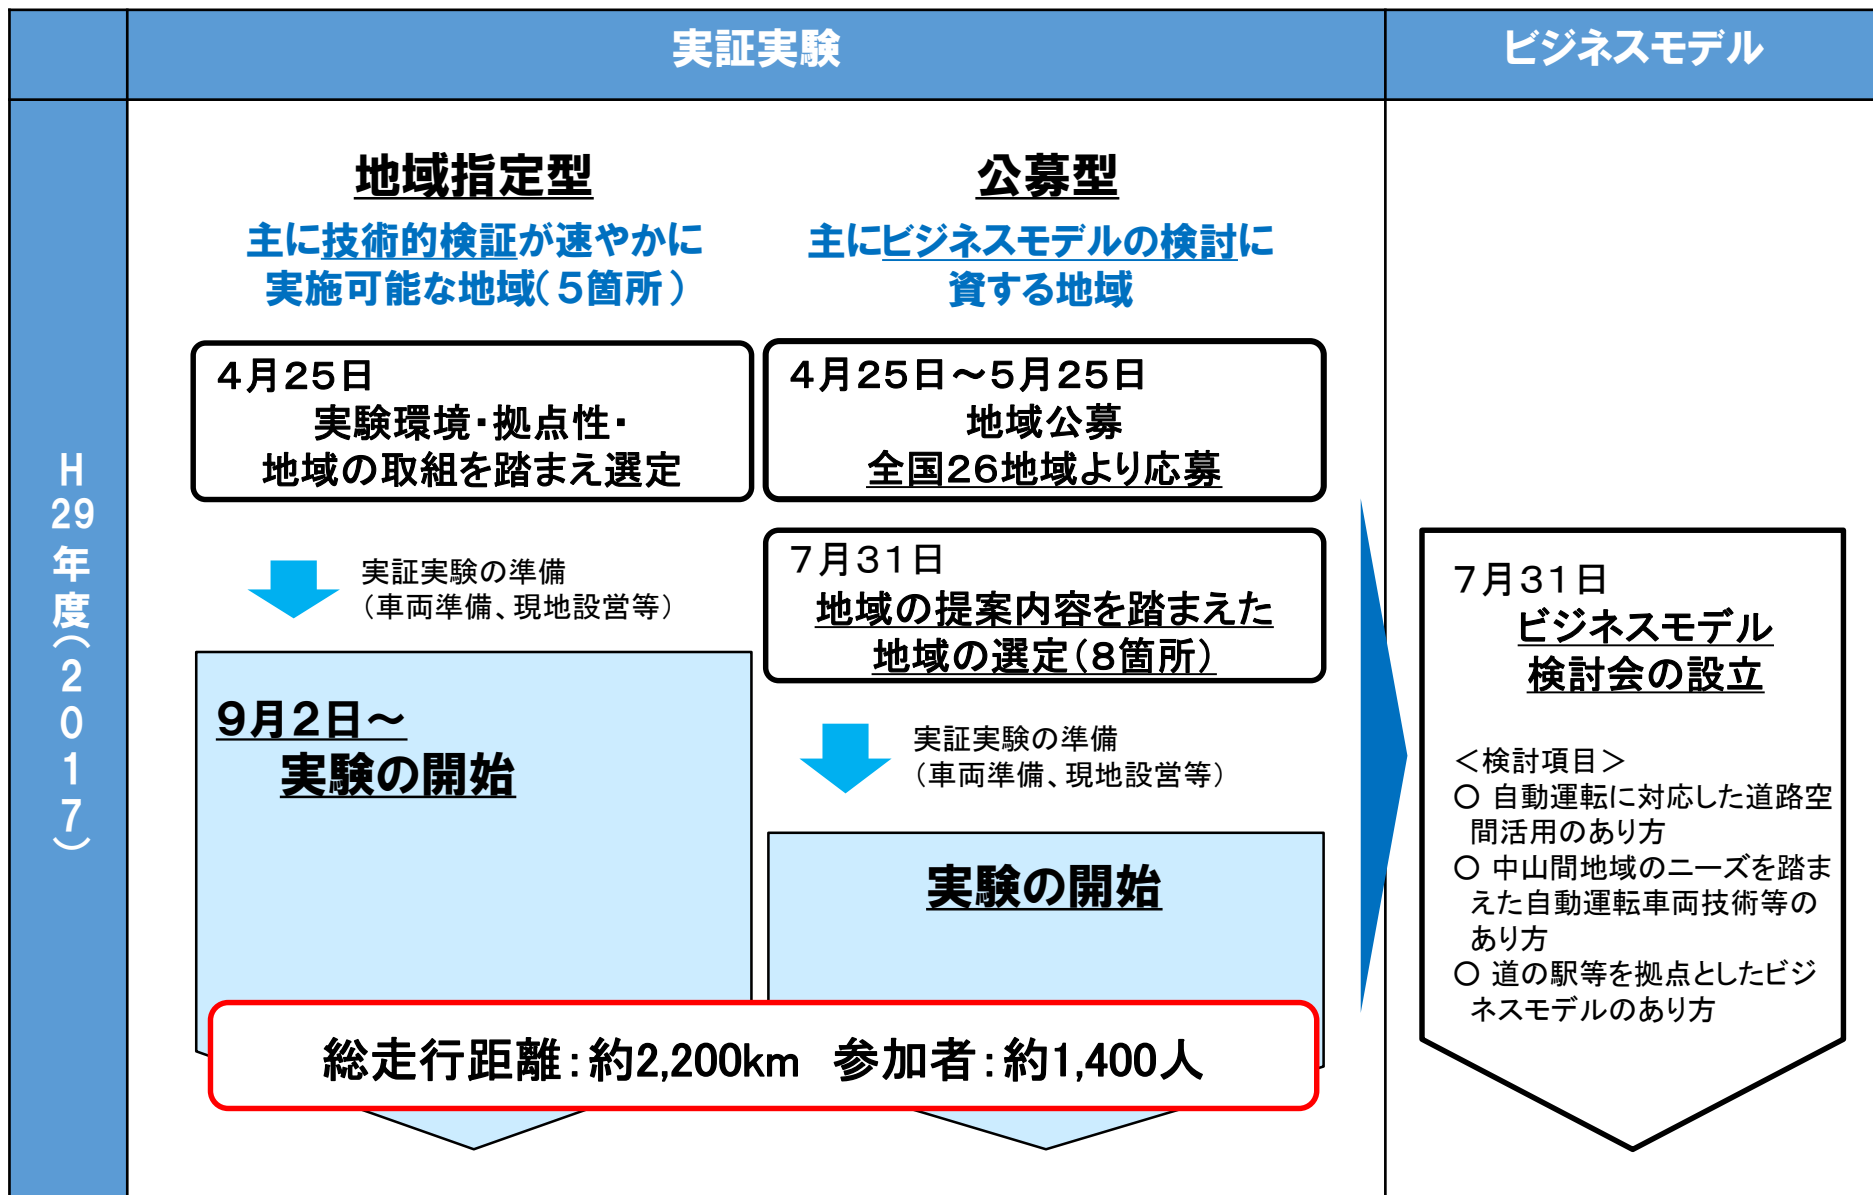 実証実験
ビジネスモデル
H29年度(2017)
地域指定型
主に技術的検証が速やかに
実施可能な地域(5箇所)
4月25日
実験環境・拠点性・
地域の取組を踏まえ選定
実証実験の準備
(車両準備、現地設営等)
9月2日～
実験の開始
公募型
主にビジネスモデルの検討に
資する地域
4月25日～5月25日
地域公募
全国26地域より応募
7月31日
地域の提案内容を踏まえた
地域の選定(8箇所)
実証実験の準備
(車両準備、現地設営等)
実験の開始
総走行距離:約2,200km 参加者:約1,400人
7月31日
ビジネスモデル
検討会の設立
＜検討項目＞
○ 自動運転に対応した道路空
間活用のあり方
○ 中山間地域のニーズを踏ま
えた自動運転車両技術等の
あり方
○ 道の駅等を拠点としたビジ
ネスモデルのあり方